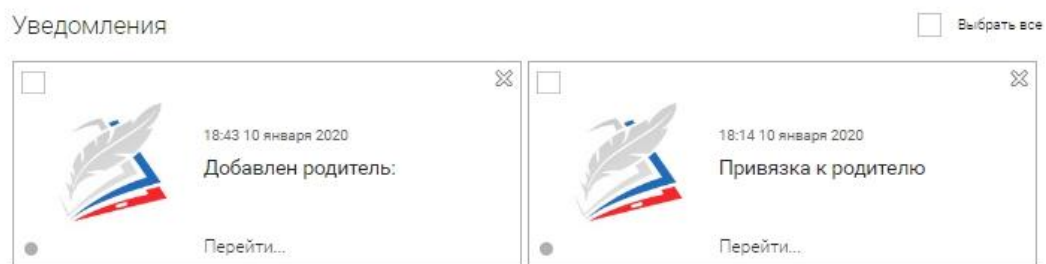 Уведомления
Выбрать все
18:43 10 января 2020
Добавлен родитель:
Перейти...
18:14 10 января 2020
Привязка к родителю
Перейти...